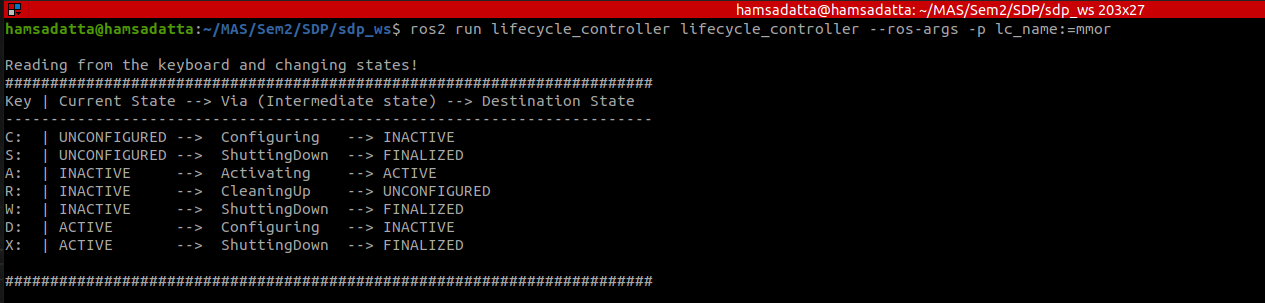 hamsadatta@hamsadatta: ~/MAS/Sem2/SDP/sdp_ws 203x27
hamsadatta@hamsadatta:~/MAS/Sem2/SDP/sdp_ws$ ros2 run lifecycle_controller lifecycle_controller --ros-args -p lc_name:=mmor
Reading from the keyboard and changing states!
########################################################################
Key | Current State --> Via (Intermediate state) --> Destination State
------------------------------------------------------------------------
C:  | UNCONFIGURED -->  Configuring   --> INACTIVE
S:  | UNCONFIGURED -->  ShuttingDown  --> FINALIZED
A:  | INACTIVE     -->  Activating    --> ACTIVE
R:  | INACTIVE     -->  CleaningUp    --> UNCONFIGURED
W:  | INACTIVE     -->  ShuttingDown  --> FINALIZED
D:  | ACTIVE       -->  Configuring   --> INACTIVE
X:  | ACTIVE       -->  ShuttingDown  --> FINALIZED
########################################################################